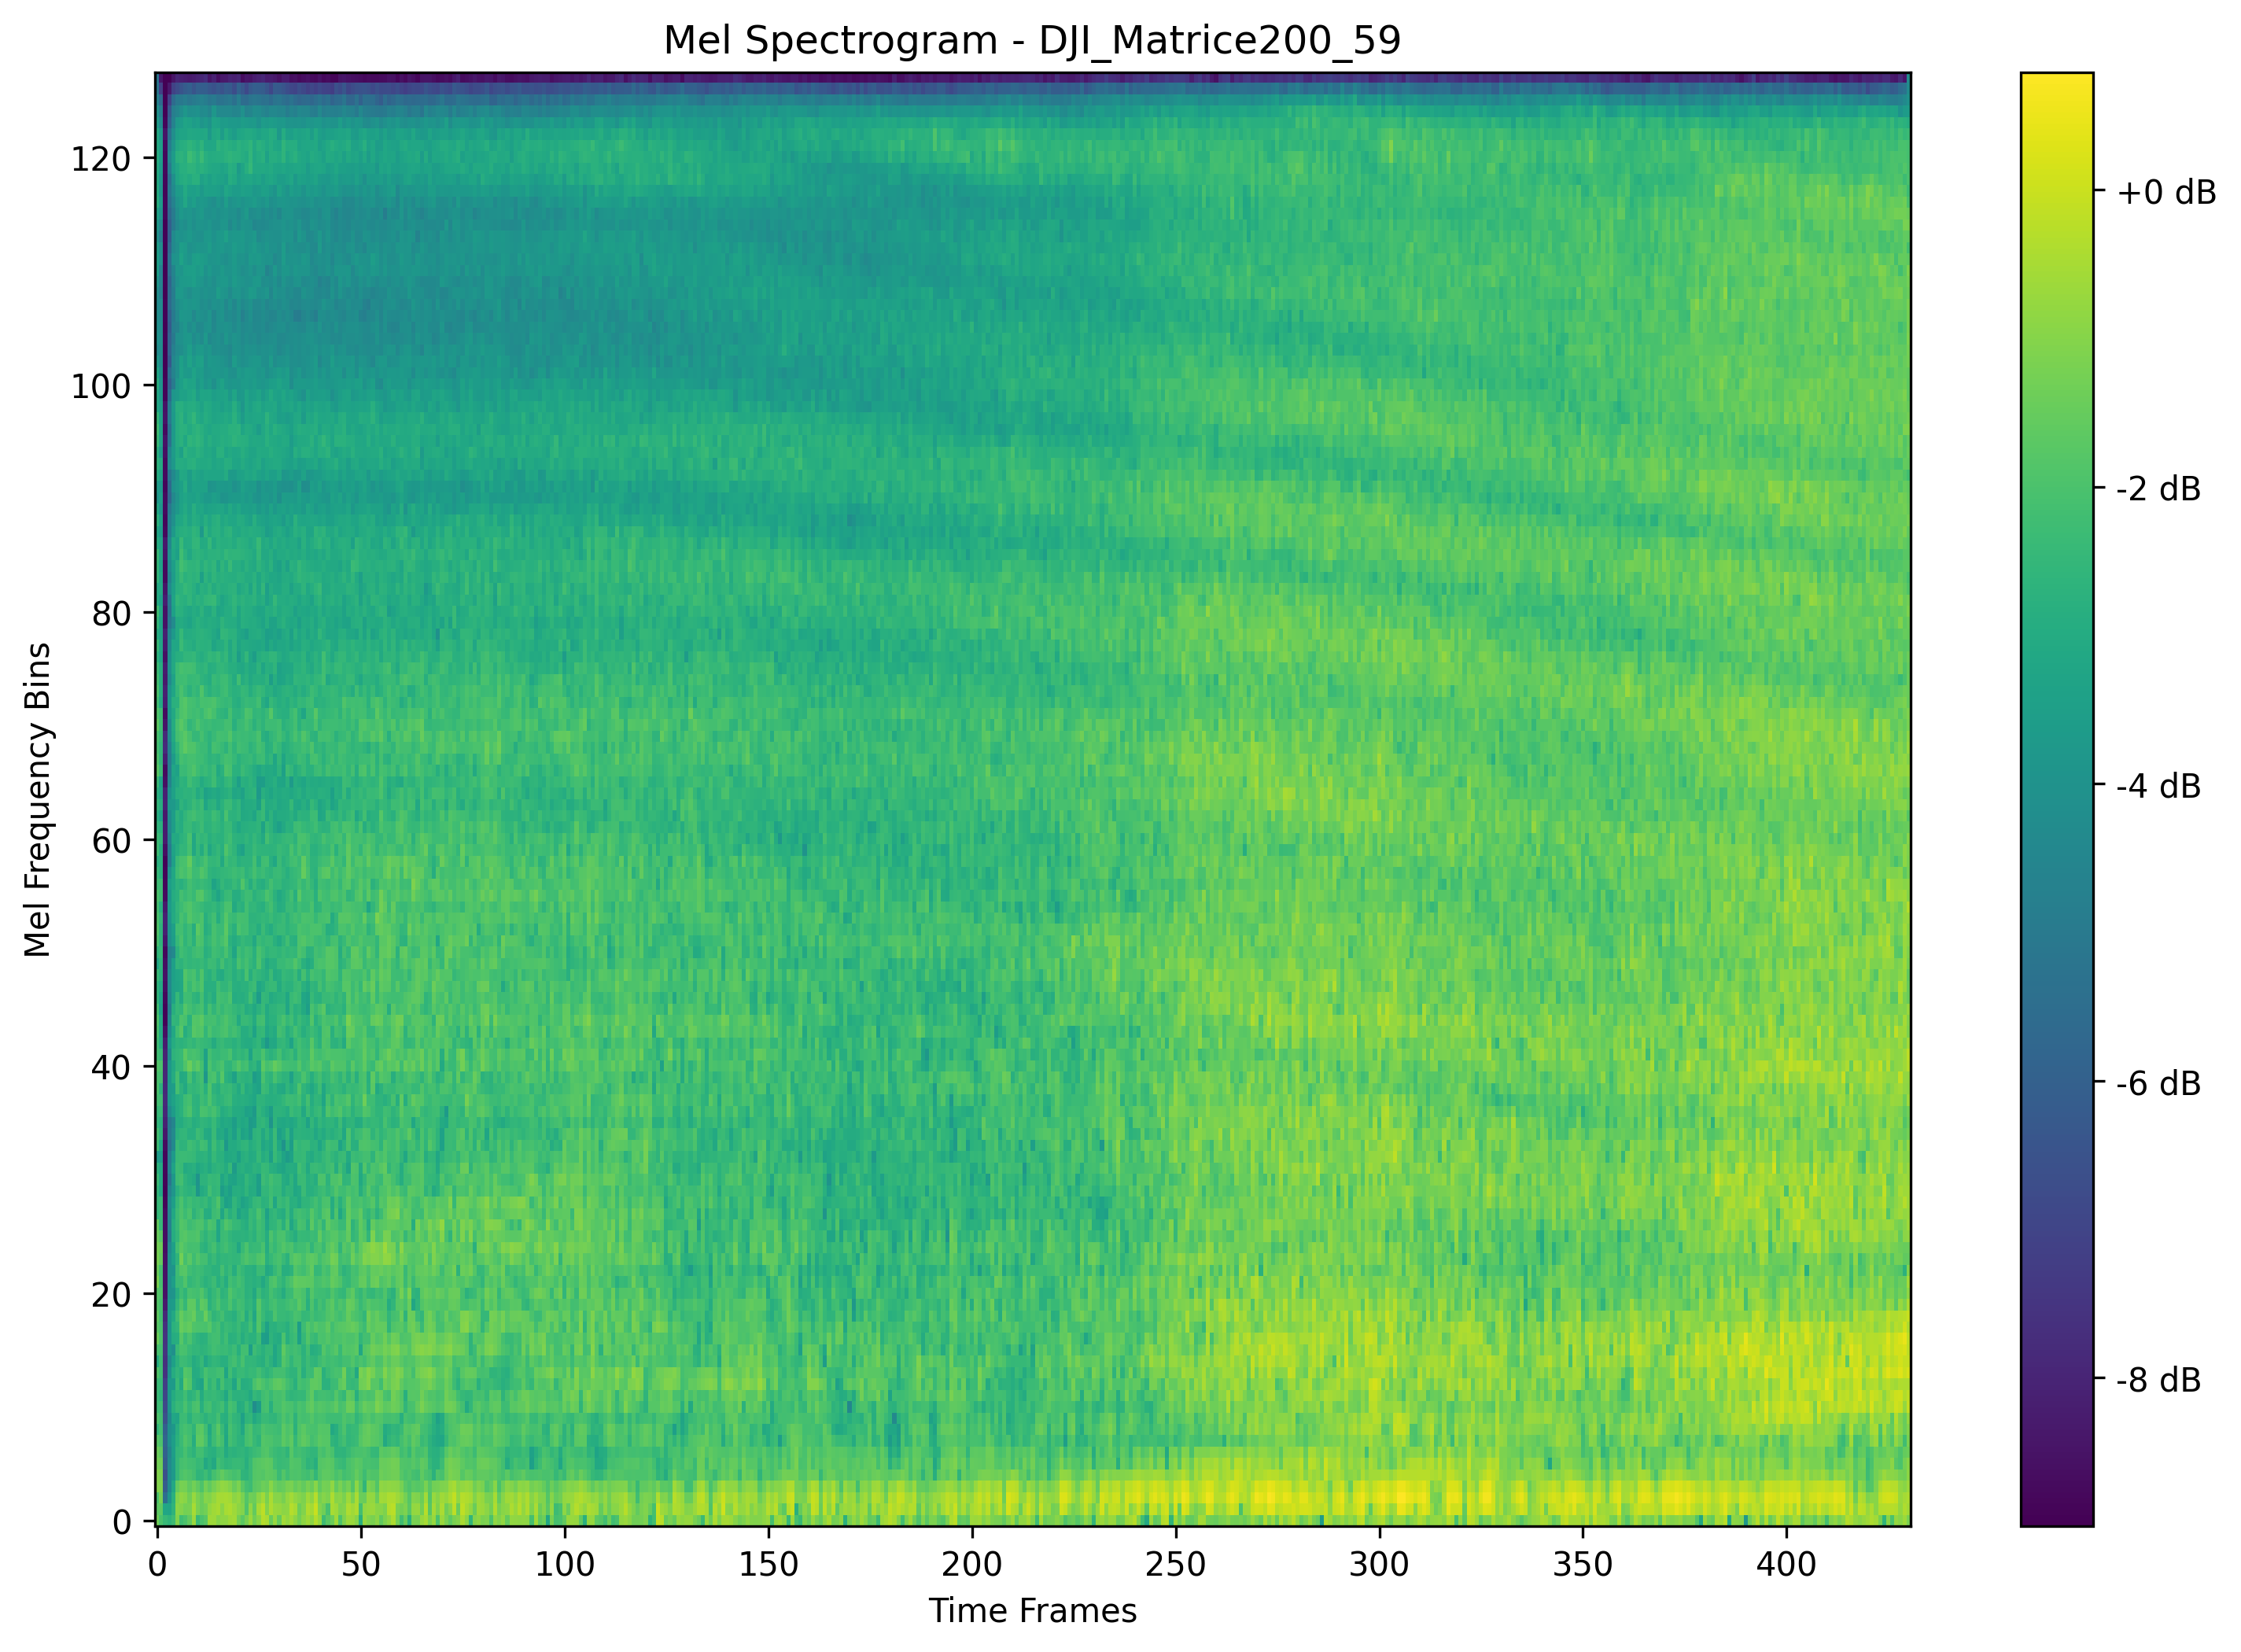 Mel Spectrogram - DJI_Matrice200_59
Mel Frequency Bins
120
100
80
60
40
20
0
0 50 100 150 200 250 300 350 400
Time Frames
+0 dB
-2 dB
-4 dB
-6 dB
-8 dB